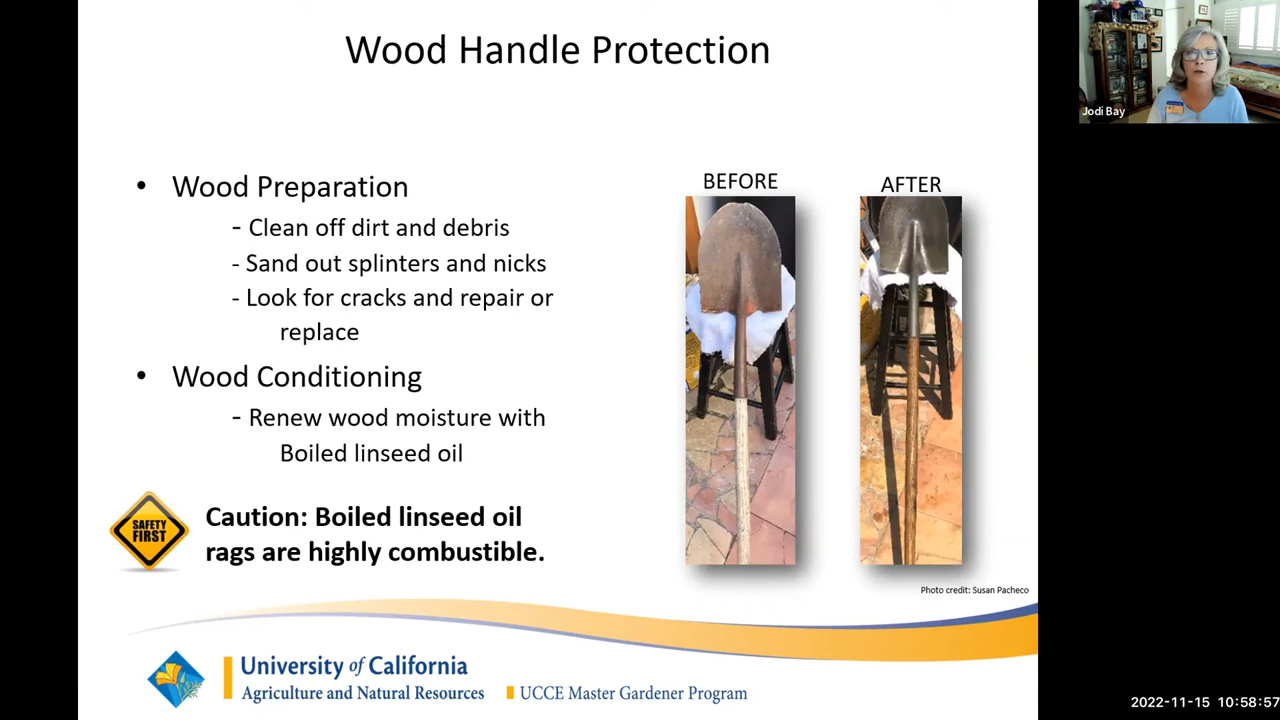 Wood Handle Protection
Jodi Bay
• Wood Preparation
- Clean off dirt and debris
- Sand out splinters and nicks
- Look for cracks and repair or
replace
• Wood Conditioning
- Renew wood moisture with
Boiled linseed oil
BEFORE
AFTER
SAFETY
FIRST
Caution: Boiled linseed oil
rags are highly combustible.
Photo credit: Susan Pacheco
University of California
Agriculture and Natural Resources
UCCE Master Gardener Program
2022-11-15 10:58:57